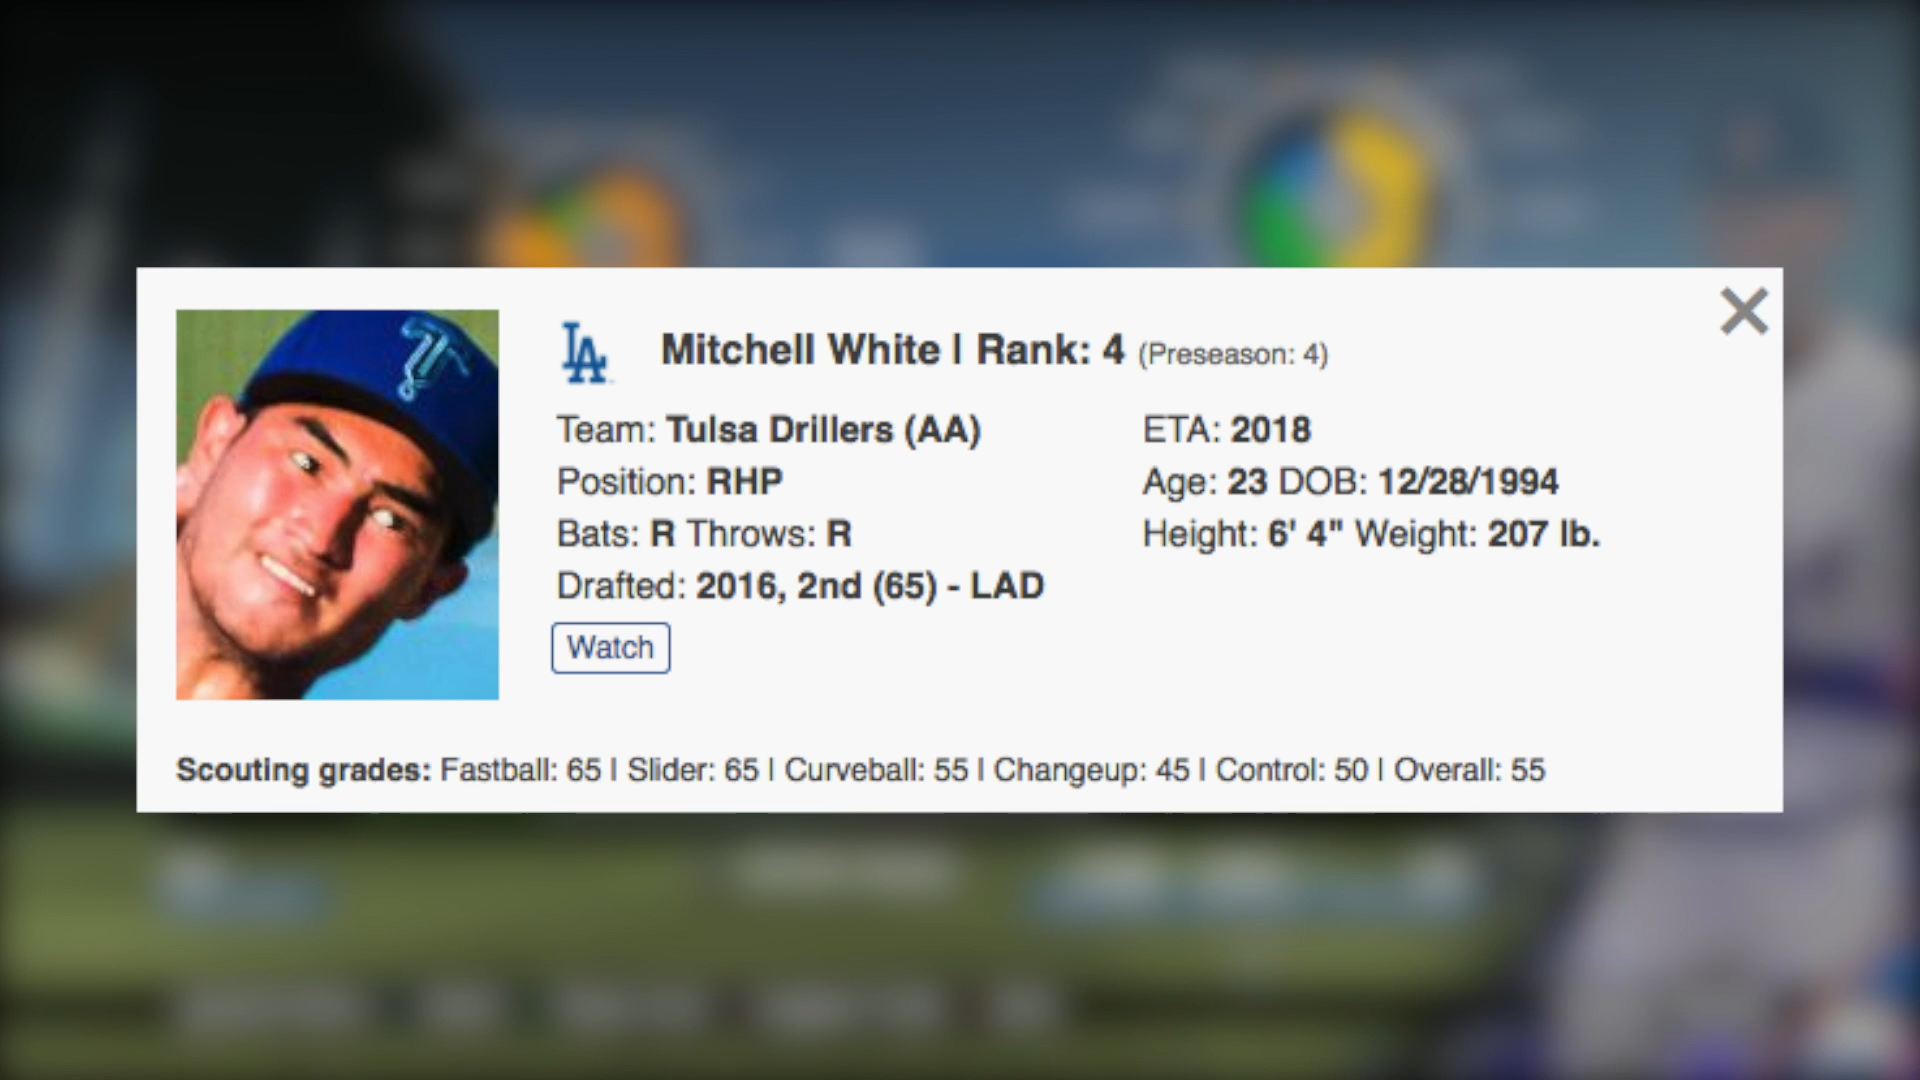 LA
Mitchell White | Rank: 4 (Preseason: 4)
Team: Tulsa Drillers (AA)
ETA: 2018
Position: RHP
Age: 23 DOB: 12/28/1994
Bats: R Throws: R
Height: 6' 4" Weight: 207 lb.
Drafted: 2016, 2nd (65) - LAD
Watch
Scouting grades: Fastball: 65 | Slider: 65 | Curveball: 55 | Changeup: 45 | Control: 50 | Overall: 55